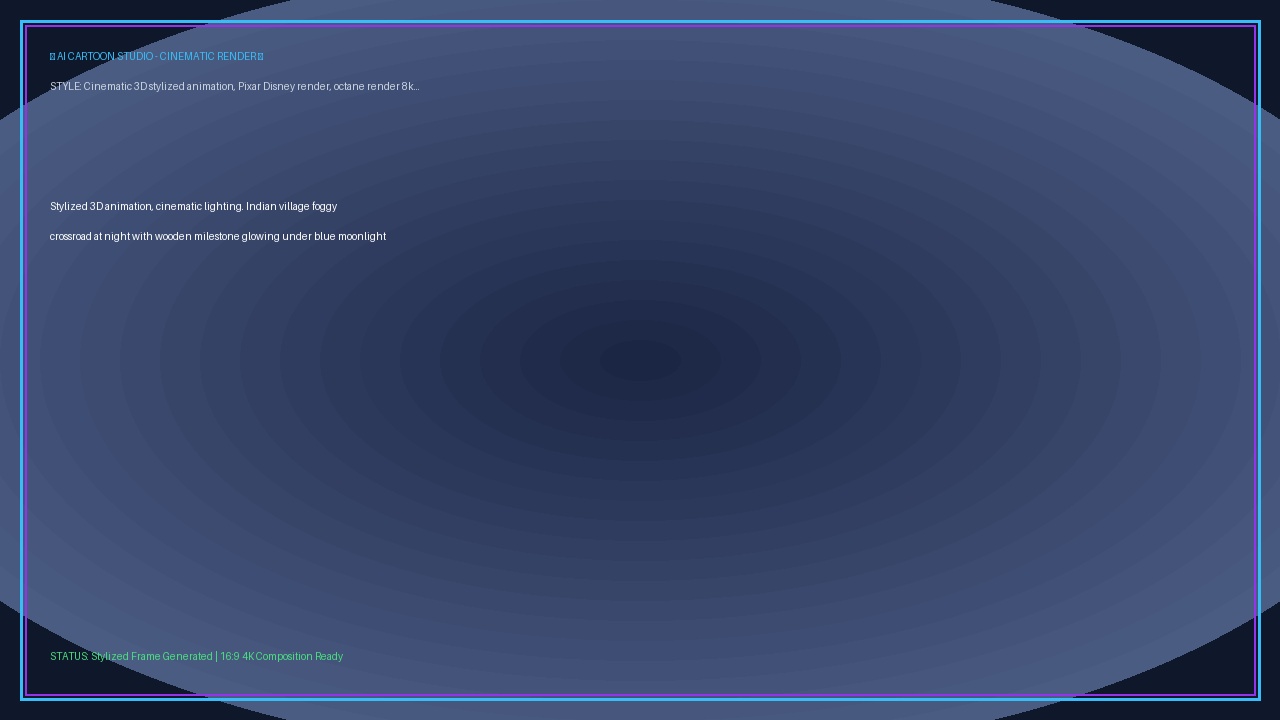 AI CARTOON STUDIO - CINEMATIC RENDER
STYLE: Cinematic 3D stylized animation, Pixar Disney render, octane render 8k...
Stylized 3D animation, cinematic lighting. Indian village foggy
crossroad at night with wooden milestone glowing under blue moonlight
STATUS: Stylized Frame Generated | 16:9 4K Composition Ready